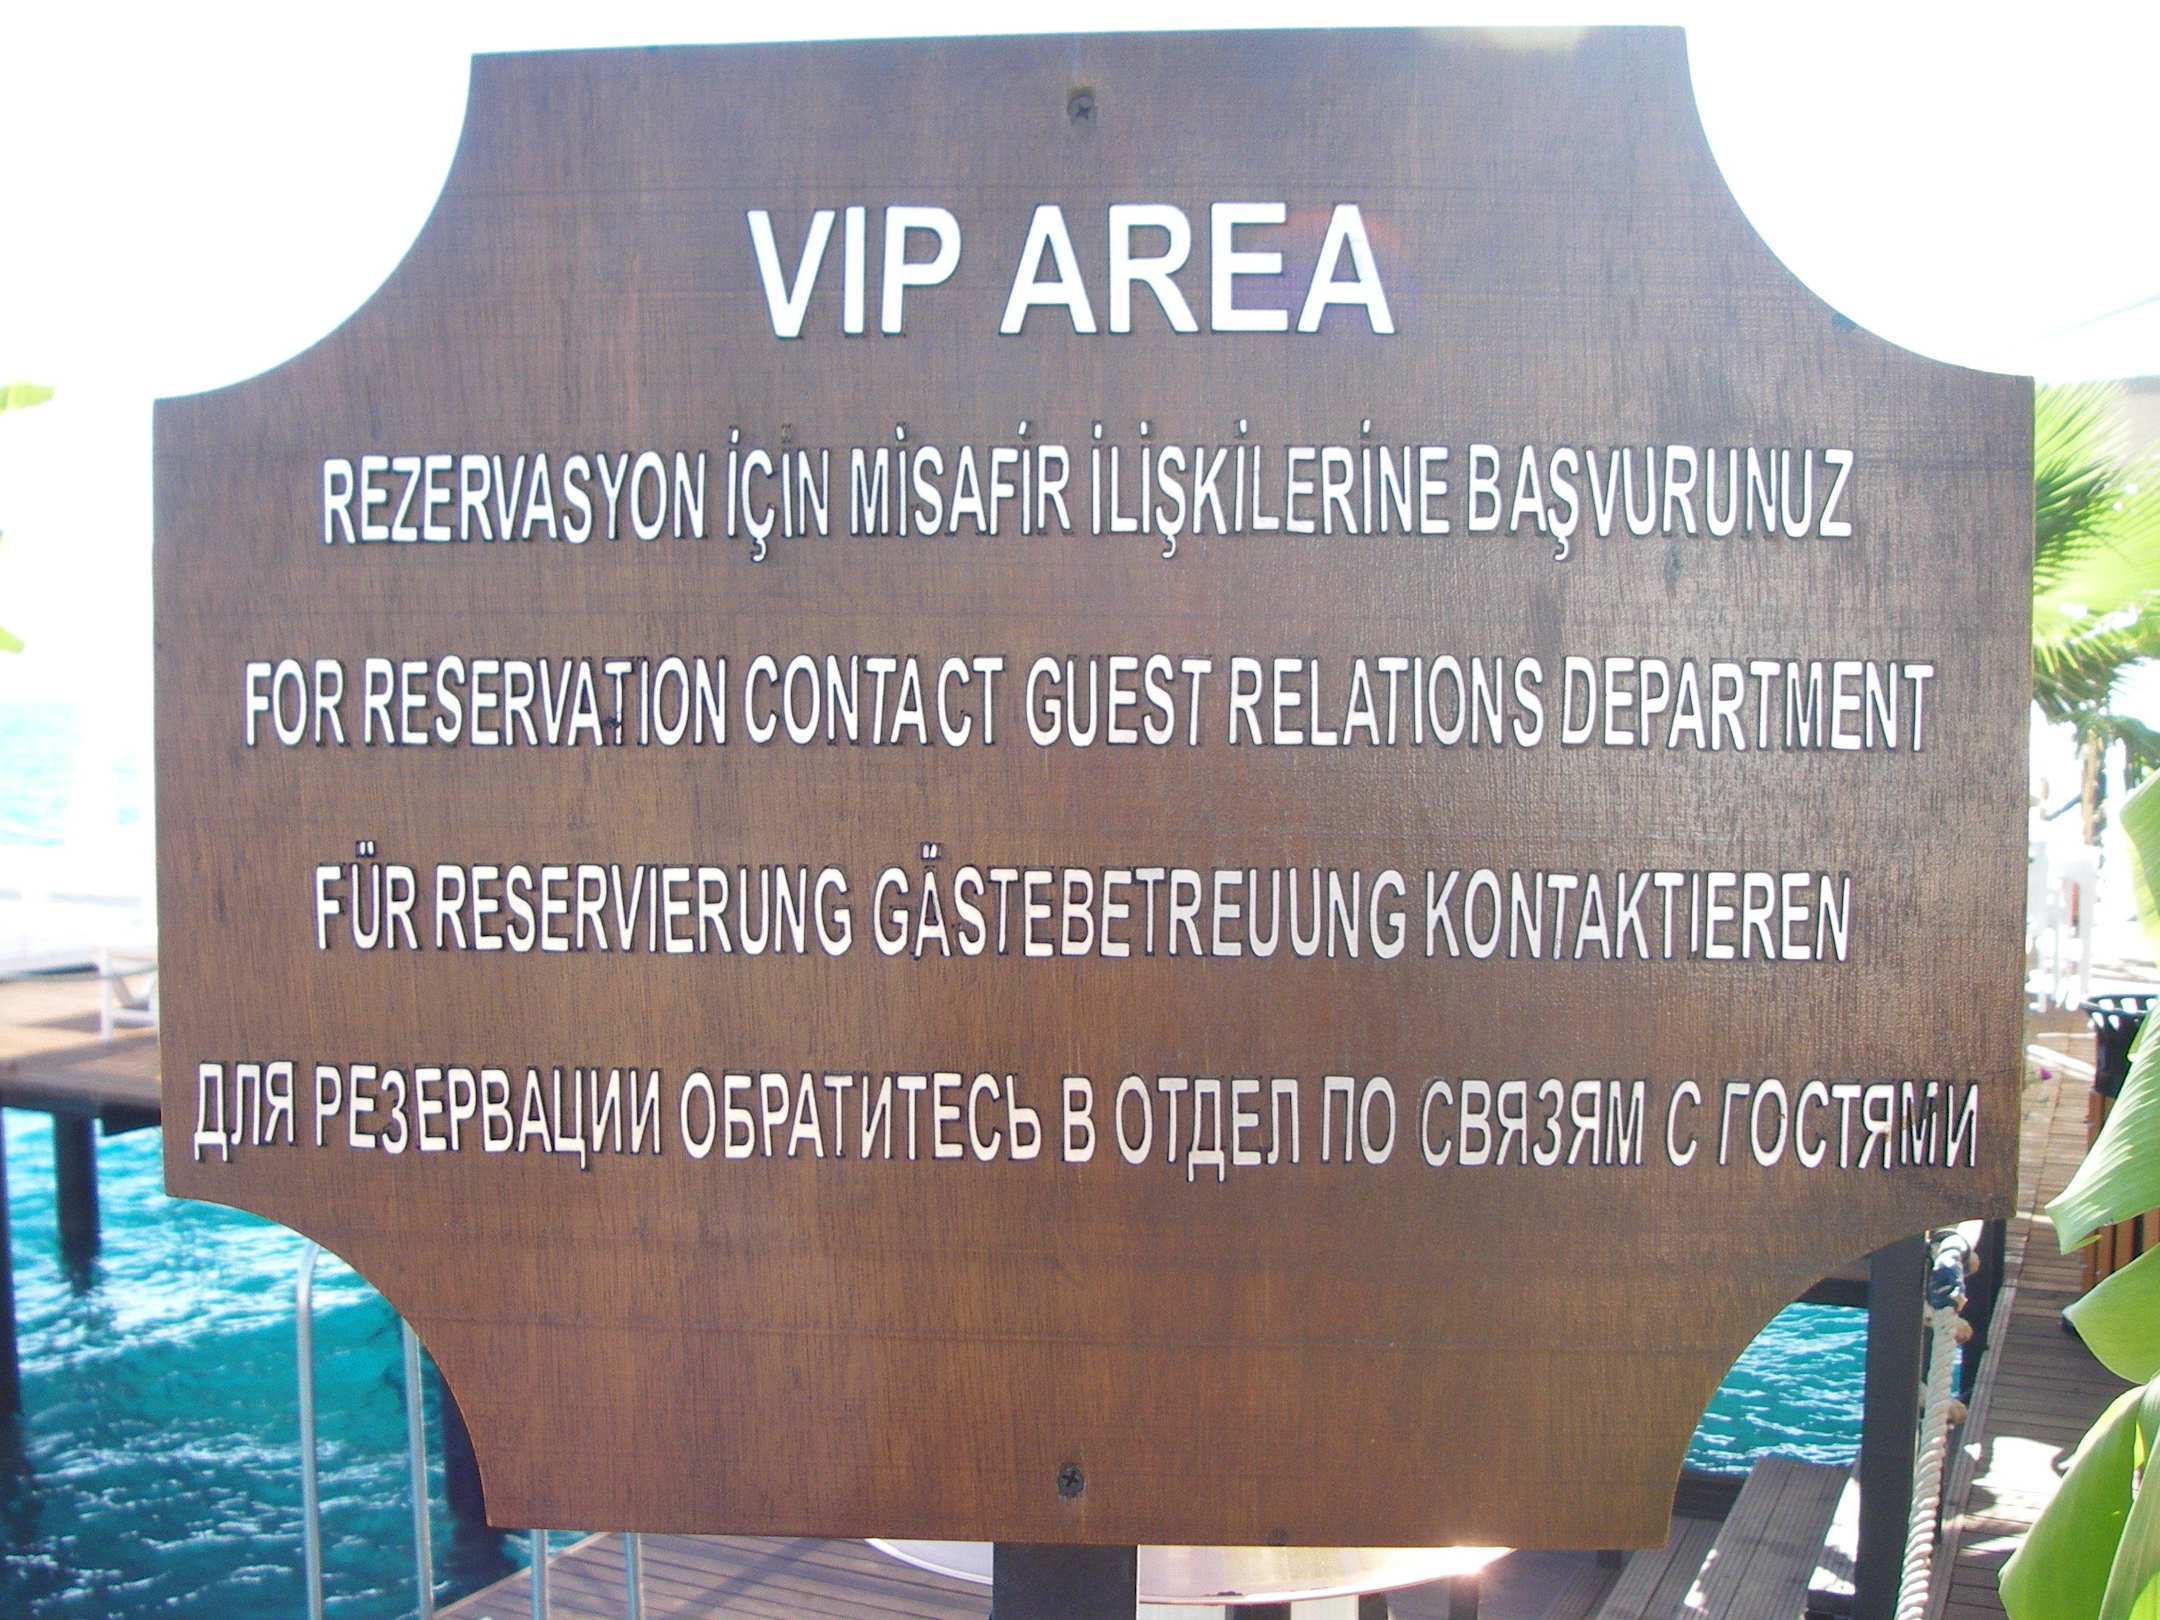 VIP AREA
REZERVASYON İÇİN MİSAFİR İLİŞKİLERİNE BAŞVURUNUZ
FOR RESERVATION CONTACT GUEST RELATIONS DEPARTMENT
FÜR RESERVIERUNG GÄSTEBETREUUNG KONTAKTIEREN
ДЛЯ РЕЗЕРВАЦИИ ОБРАТИТЕСЬ В ОТДЕЛ ПО СВЯЗЯМ С ГОСТЯМИ